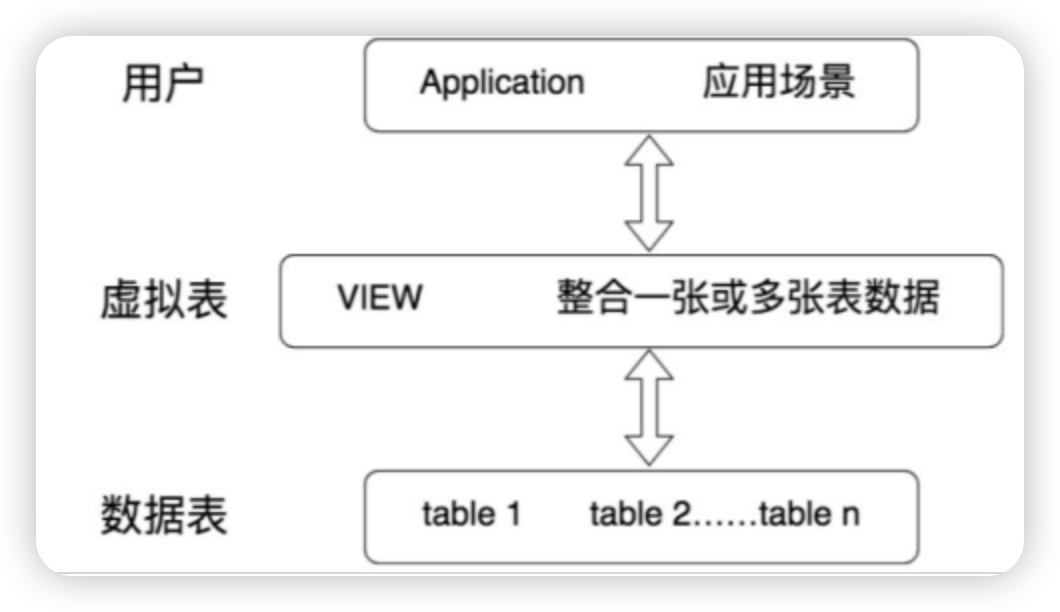 用户 Application 应用场景
虚拟表 VIEW 整合一张或多张表数据
数据表 table 1 table 2......table n